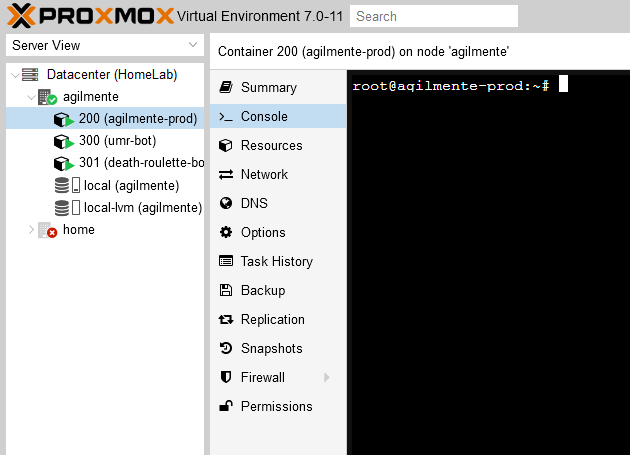 PROXMOX Virtual Environment 7.0-11 Search
Server View
Datacenter (HomeLab)
agilmente
200 (agilmente-prod)
300 (umr-bot)
301 (death-roulette-bo
local (agilmente)
local-lvm (agilmente)
home
Container 200 (agilmente-prod) on node 'agilmente'
Summary
>_ Console
Resources
Network
DNS
Options
Task History
Backup
Replication
Snapshots
Firewall
Permissions
root@agilmente-prod:~#